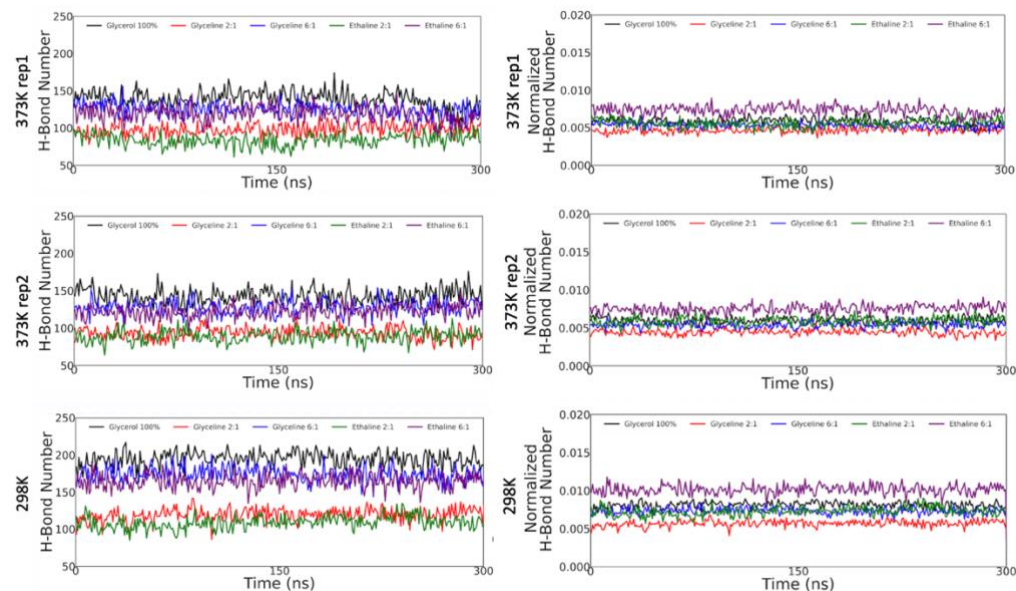 250
Glycerol 100% Glyceline 2:1 Glyceline 6:1 Ethaline 2:1 Ethaline 6:1
200
150
100
50
0 150 300
Time (ns)
H-Bond Number
373K rep1
0.020
Glycerol 100% Glyceline 2:1 Glyceline 6:1 Ethaline 2:1 Ethaline 6:1
0.015
0.010
0.005
0.000
0 150 300
Time (ns)
Normalized
H-Bond Number
373K rep1
250
Glycerol 100% Glyceline 2:1 Glyceline 6:1 Ethaline 2:1 Ethaline 6:1
200
150
100
50
0 150 300
Time (ns)
H-Bond Number
373K rep2
0.020
Glycerol 100% Glyceline 2:1 Glyceline 6:1 Ethaline 2:1 Ethaline 6:1
0.015
0.010
0.005
0.000
0 150 300
Time (ns)
Normalized
H-Bond Number
373K rep2
250
Glycerol 100% Glyceline 2:1 Glyceline 6:1 Ethaline 2:1 Ethaline 6:1
200
150
100
50
0 150 300
Time (ns)
H-Bond Number
298K
0.020
Glycerol 100% Glyceline 2:1 Glyceline 6:1 Ethaline 2:1 Ethaline 6:1
0.015
0.010
0.005
0.000
0 150 300
Time (ns)
Normalized
H-Bond Number
298K